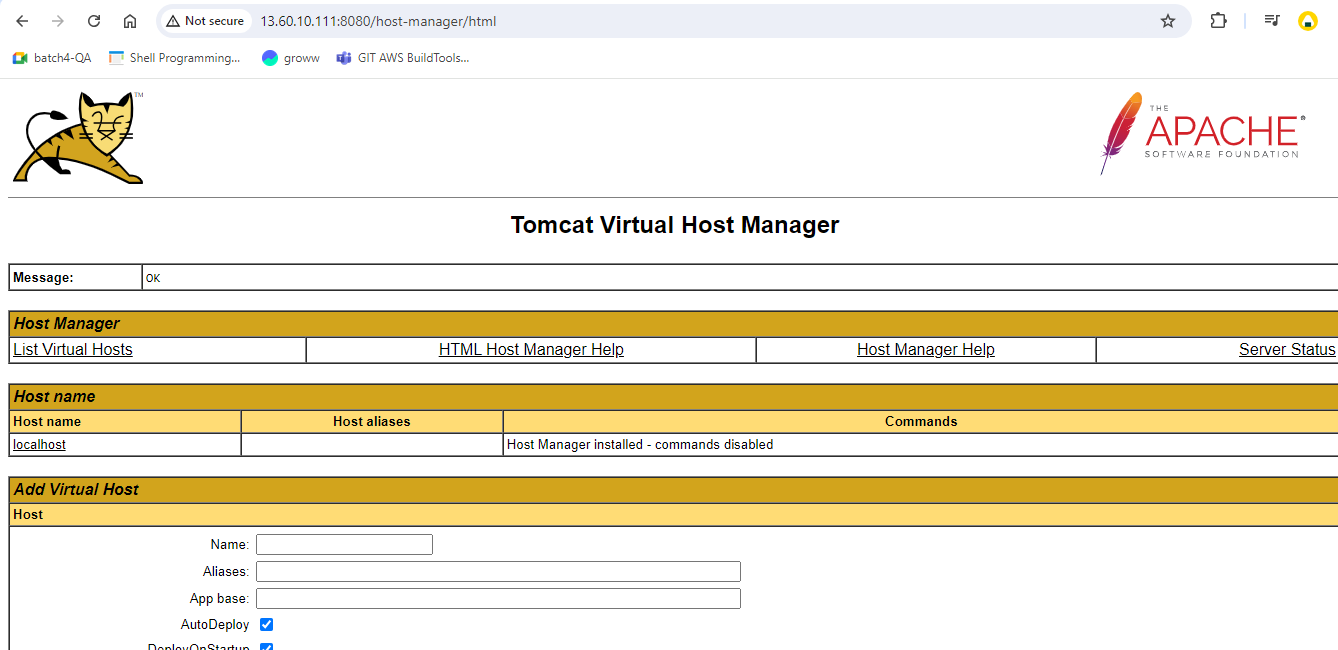 Not secure 13.60.10.111:8080/host-manager/html
batch4-QA Shell Programming... groww GIT AWS BuildTools...
TM
THE
APACHE®
SOFTWARE FOUNDATION
Tomcat Virtual Host Manager
Message: OK
Host Manager
List Virtual Hosts HTML Host Manager Help Host Manager Help Server Status
Host name
Host name Host aliases Commands
localhost Host Manager installed - commands disabled
Add Virtual Host
Host
Name:
Aliases:
App base:
AutoDeploy
DeployOnStartup